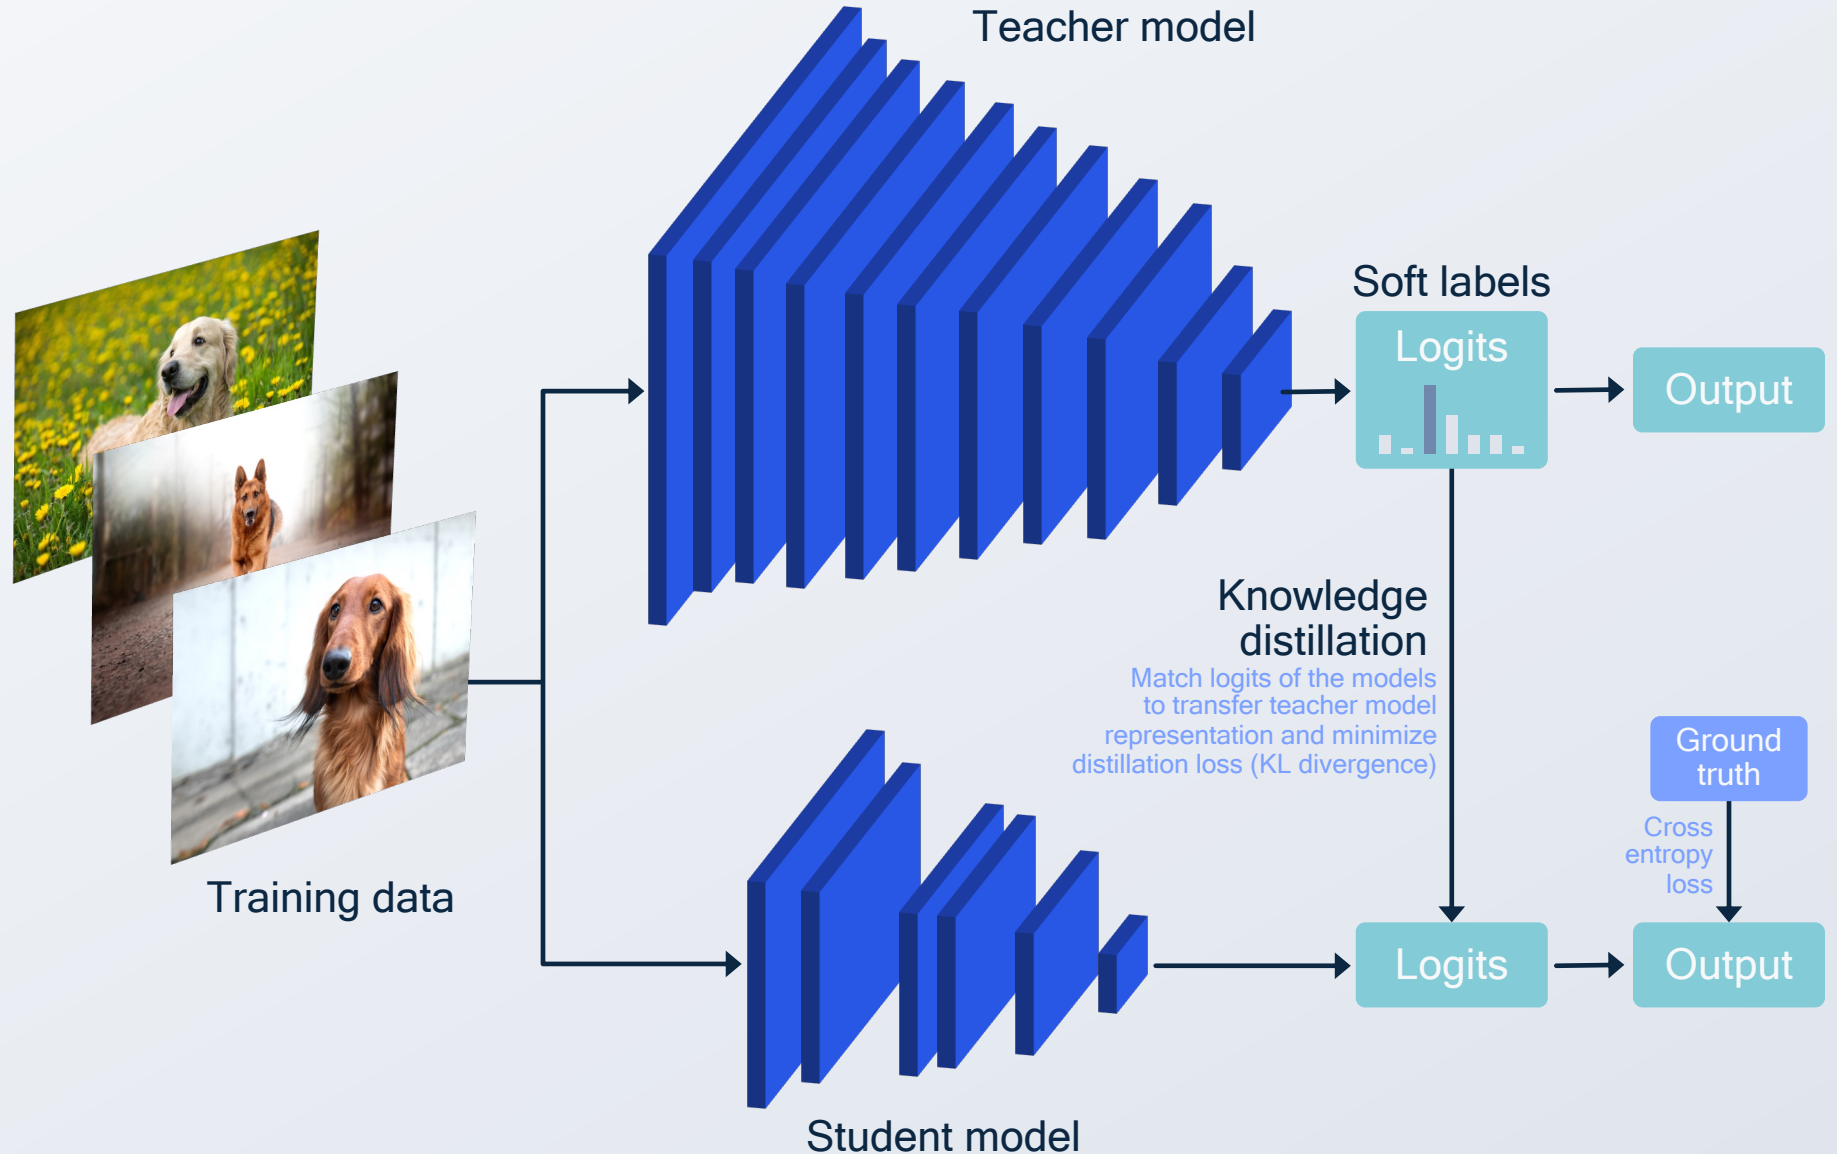 Teacher model
Soft labels
Logits
Output
Knowledge
distillation
Match logits of the models
to transfer teacher model
representation and minimize
distillation loss (KL divergence)
Ground
truth
Cross
entropy
loss
Training data
Logits
Output
Student model